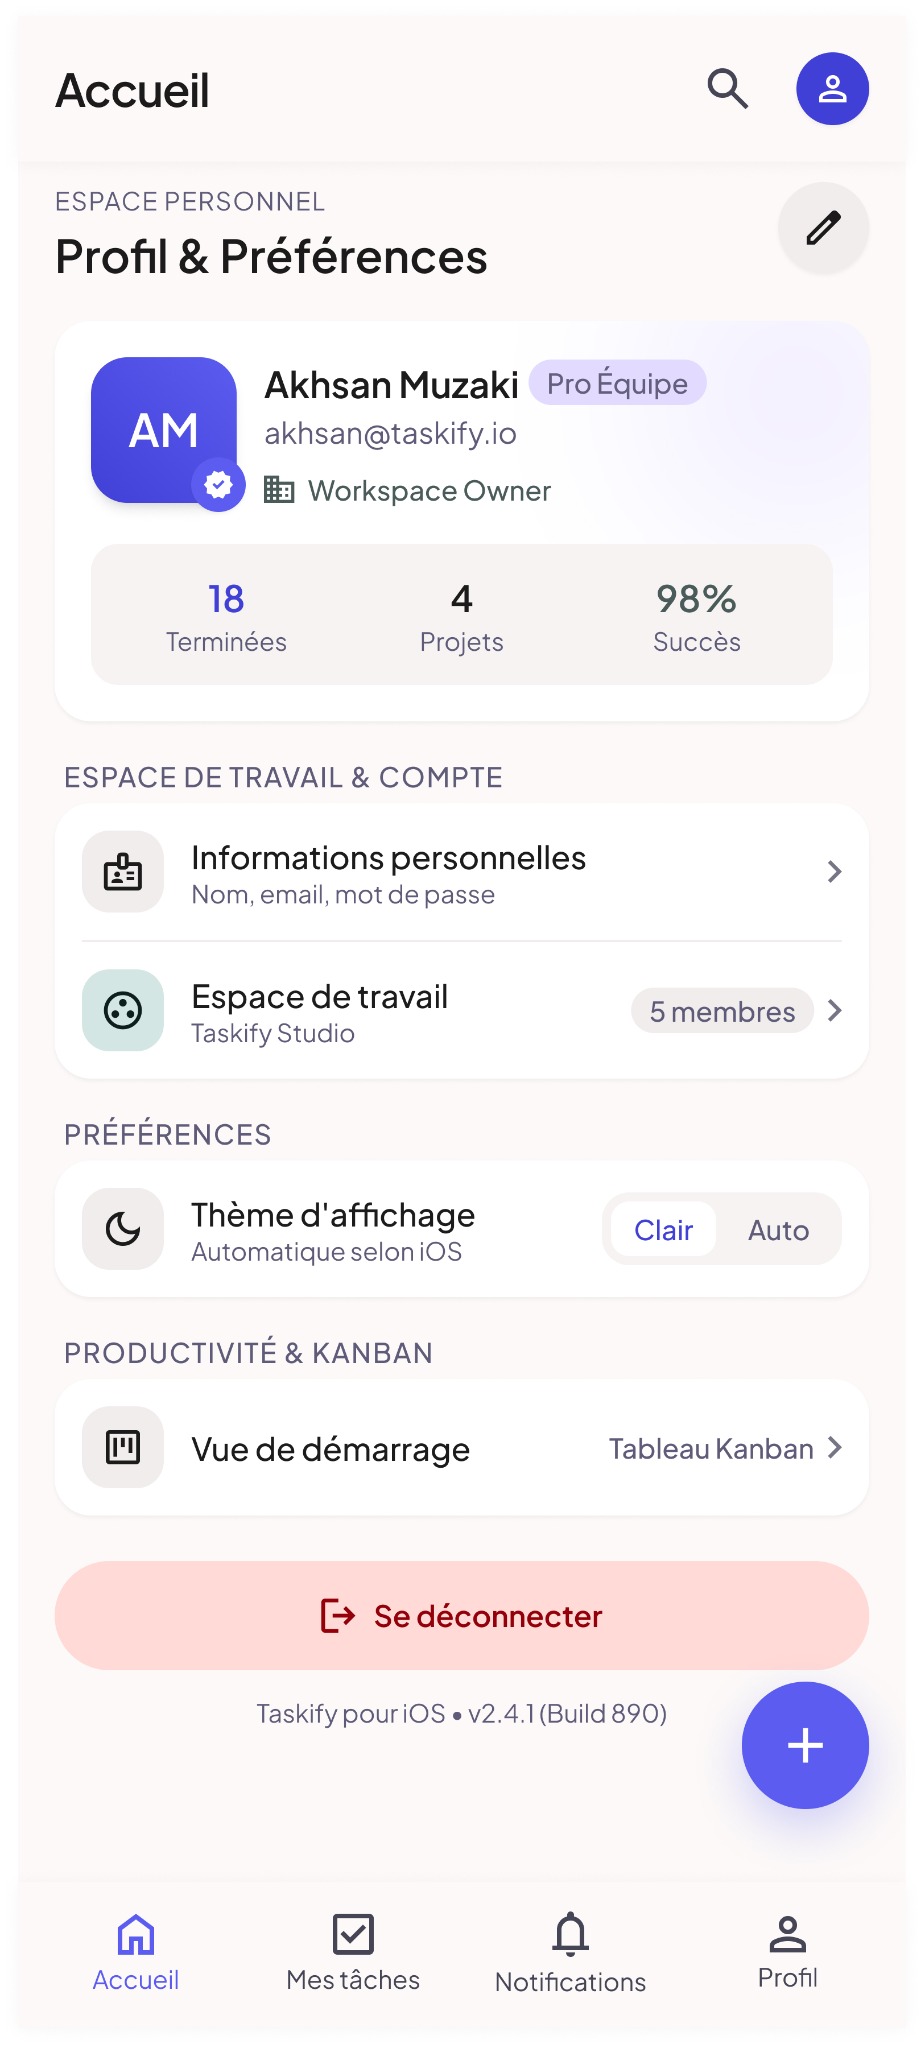 Accueil
ESPACE PERSONNEL
Profil & Préférences
AM
Akhsan Muzaki
Pro Équipe
akhsan@taskify.io
Workspace Owner
18
Terminées
4
Projets
98%
Succès
ESPACE DE TRAVAIL & COMPTE
Informations personnelles
Nom, email, mot de passe
Espace de travail
Taskify Studio
5 membres
PRÉFÉRENCES
Thème d'affichage
Automatique selon iOS
Clair
Auto
PRODUCTIVITÉ & KANBAN
Vue de démarrage
Tableau Kanban
Se déconnecter
Taskify pour iOS • v2.4.1 (Build 890)
Accueil
Mes tâches
Notifications
Profil